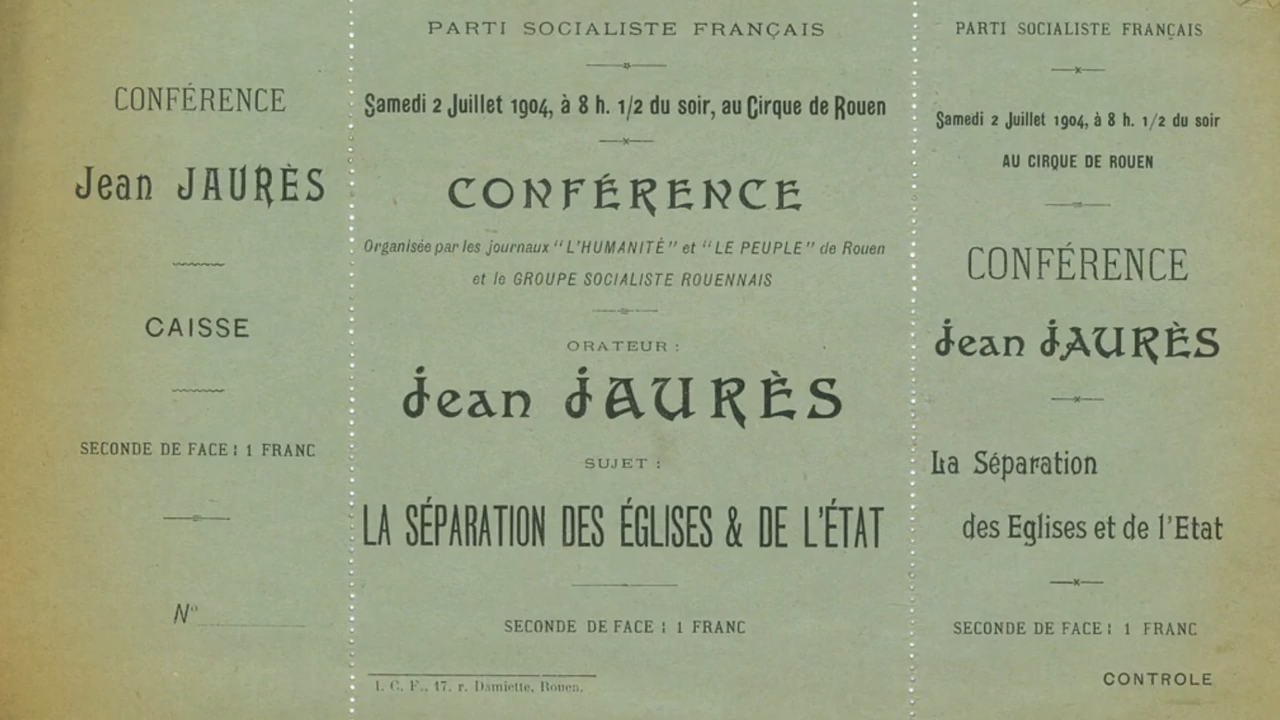 CONFÉRENCE
Jean JAURÈS
CAISSE
SECONDE DE FACE : 1 FRANC
N°
PARTI SOCIALISTE FRANÇAIS
Samedi 2 Juillet 1904, à 8 h. 1/2 du soir, au Cirque de Rouen
CONFÉRENCE
Organisée par les journaux "L'HUMANITÉ" et "LE PEUPLE" de Rouen
et le GROUPE SOCIALISTE ROUENNAIS
ORATEUR :
Jean JAURÈS
SUJET :
LA SÉPARATION DES ÉGLISES & DE L'ÉTAT
SECONDE DE FACE : 1 FRANC
I. C. F., 17, r. Damiette, Rouen.
PARTI SOCIALISTE FRANÇAIS
Samedi 2 Juillet 1904, à 8 h. 1/2 du soir
AU CIRQUE DE ROUEN
CONFÉRENCE
Jean JAURÈS
La Séparation
des Eglises et de l'Etat
SECONDE DE FACE : 1 FRANC
CONTROLE